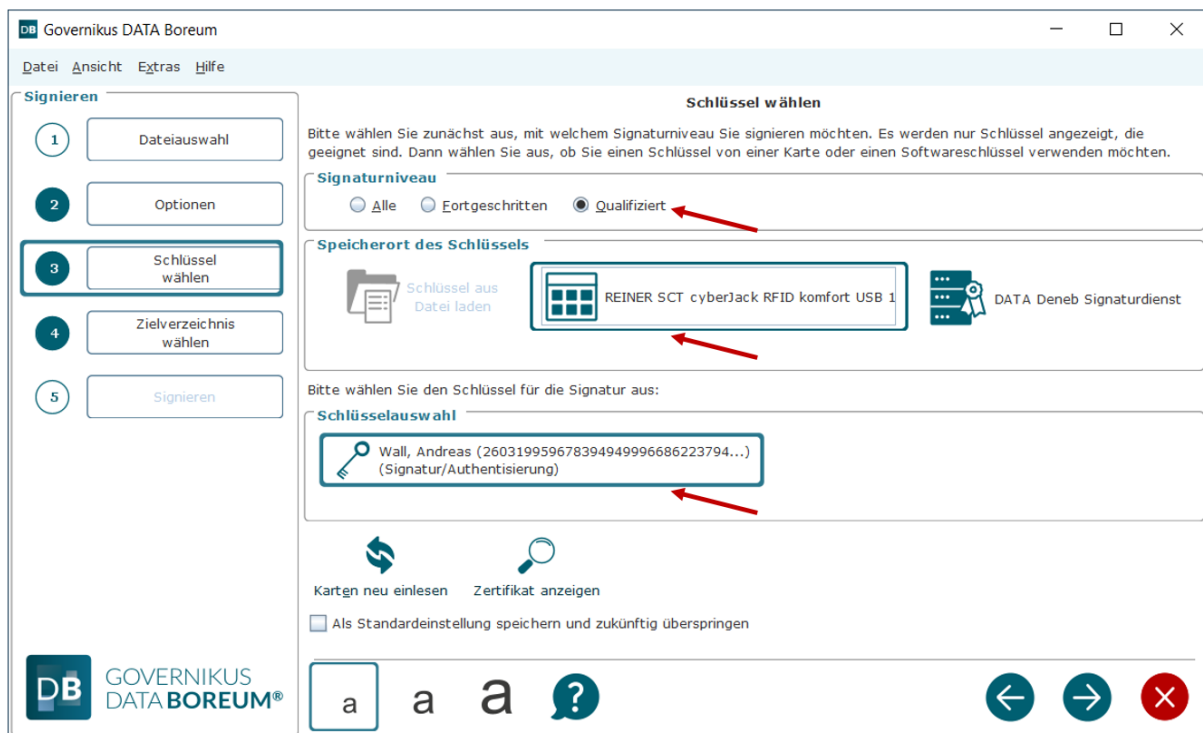 DB Governikus DATA Boreum
Datei Ansicht Extras Hilfe
Signieren
1 Dateiauswahl
2 Optionen
3 Schlüssel
wählen
4 Zielverzeichnis
wählen
5 Signieren
Schlüssel wählen
Bitte wählen Sie zunächst aus, mit welchem Signaturniveau Sie signieren möchten. Es werden nur Schlüssel angezeigt, die
geeignet sind. Dann wählen Sie aus, ob Sie einen Schlüssel von einer Karte oder einen Softwareschlüssel verwenden möchten.
Signaturniveau
Alle Fortgeschritten Qualifiziert
Speicherort des Schlüssels
Schlüssel aus
Datei laden
REINER SCT cyberJack RFID komfort USB 1
DATA Deneb Signaturdienst
Bitte wählen Sie den Schlüssel für die Signatur aus:
Schlüsselauswahl
Wall, Andreas (260319959678394949996686223794...)
(Signatur/Authentisierung)
Karten neu einlesen Zertifikat anzeigen
Als Standardeinstellung speichern und zukünftig überspringen
DB GOVERNIKUS
DATA BOREUM®
a a a ?